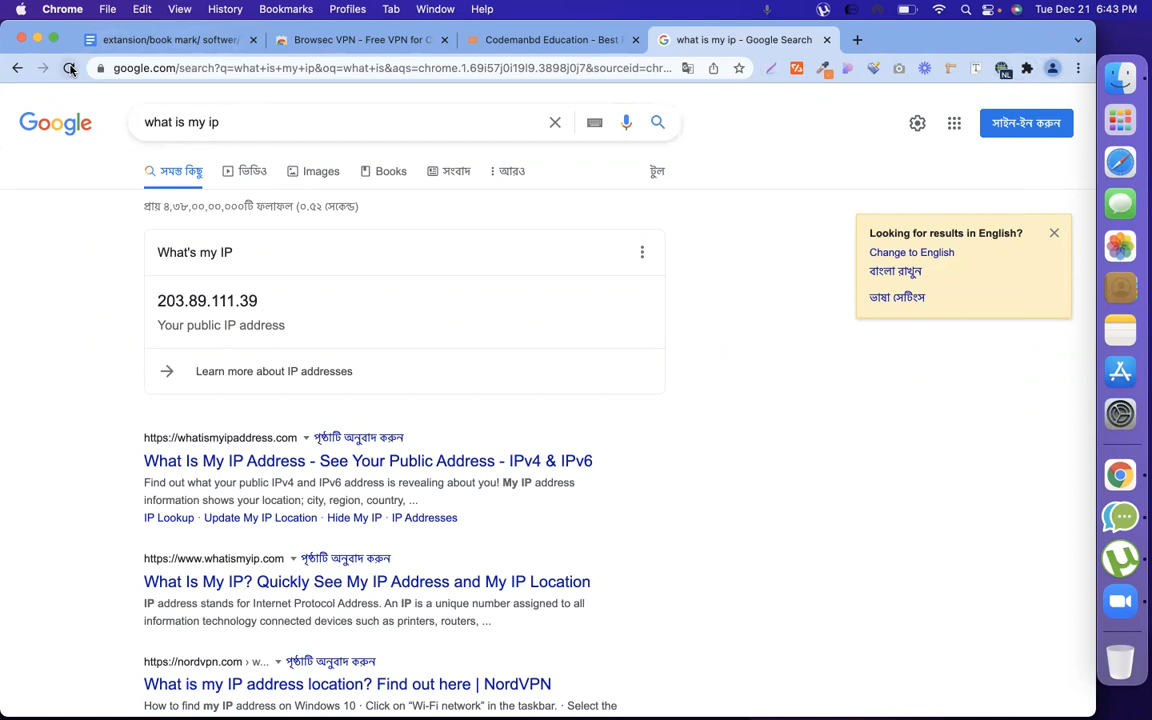 Chrome File Edit View History Bookmarks Profiles Tab Window Help Tue Dec 21 6:43 PM
extansion/book mark/ softwer/ Browsec VPN - Free VPN for C Codemanbd Education - Best what is my ip - Google Search
google.com/search?q=what+is+my+ip&oq=what+is&aqs=chrome.1.69i57j0i19l9.3898j0j7&sourceid=chr... NL
Google what is my ip সাইন-ইন করুন
সমস্ত কিছু ভিডিও Images Books সংবাদ আরও টুল
প্রায় ৪,৩৮,০০,০০,০০০টি ফলাফল (০.৫২ সেকেন্ড)
Looking for results in English?
Change to English
বাংলা রাখুন
ভাষা সেটিংস
What's my IP
203.89.111.39
Your public IP address
Learn more about IP addresses
https://whatismyipaddress.com পৃষ্ঠাটি অনুবাদ করুন
What Is My IP Address - See Your Public Address - IPv4 & IPv6
Find out what your public IPv4 and IPv6 address is revealing about you! My IP address
information shows your location; city, region, country, ...
IP Lookup · Update My IP Location · Hide My IP · IP Addresses
https://www.whatismyip.com পৃষ্ঠাটি অনুবাদ করুন
What Is My IP? Quickly See My IP Address and My IP Location
IP address stands for Internet Protocol Address. An IP is a unique number assigned to all
information technology connected devices such as printers, routers, ...
https://nordvpn.com › w... পৃষ্ঠাটি অনুবাদ করুন
What is my IP address location? Find out here | NordVPN
How to find my IP address on Windows 10 · Click on “Wi-Fi network” in the taskbar. · Select the